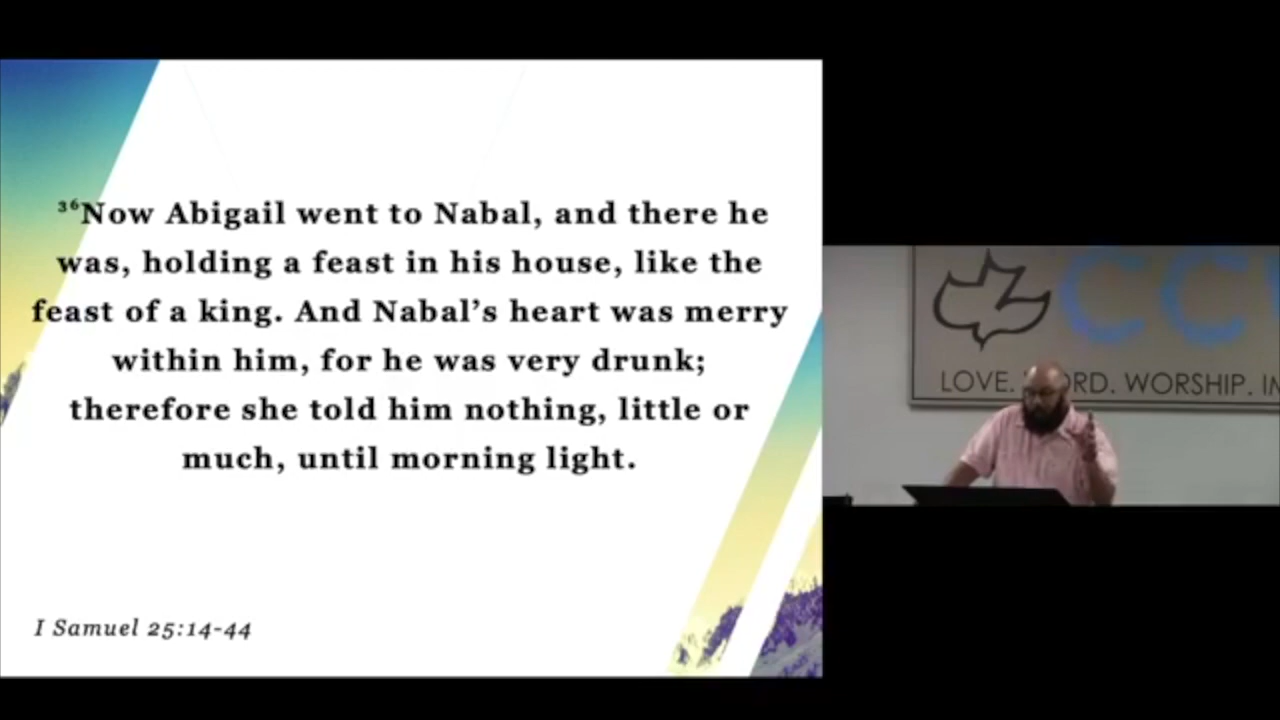 ³⁶Now Abigail went to Nabal, and there he
was, holding a feast in his house, like the
feast of a king. And Nabal’s heart was merry
within him, for he was very drunk;
therefore she told him nothing, little or
much, until morning light.
I Samuel 25:14-44
CC
LOVE. WORSHIP.